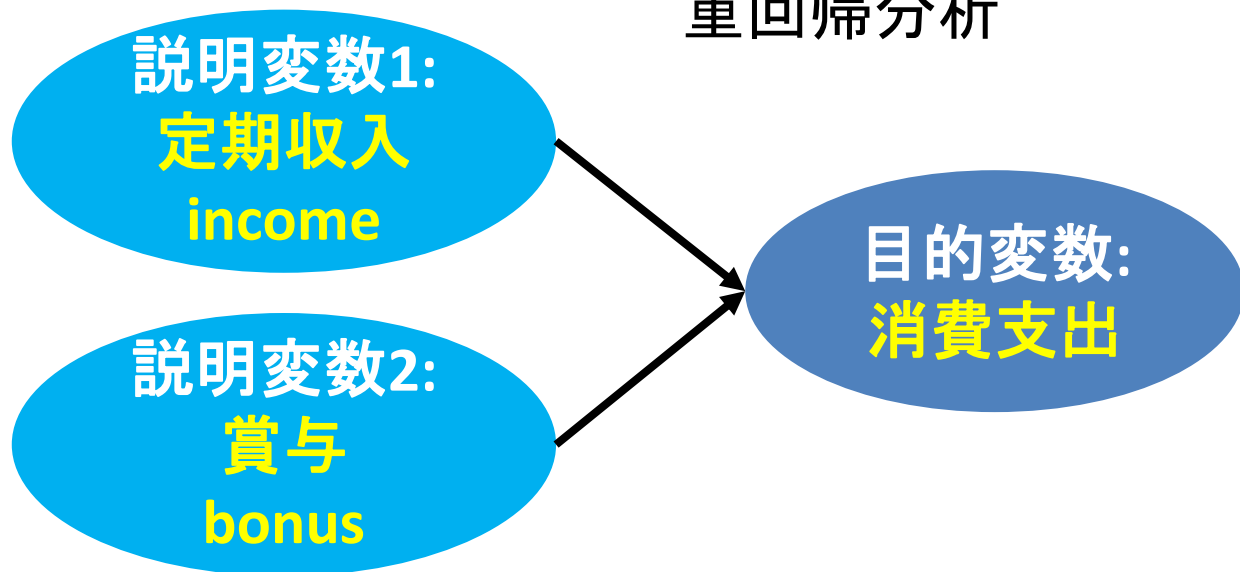 重回帰分析
説明変数1:
定期収入
income
説明変数2:
賞与
bonus
目的変数:
消費支出